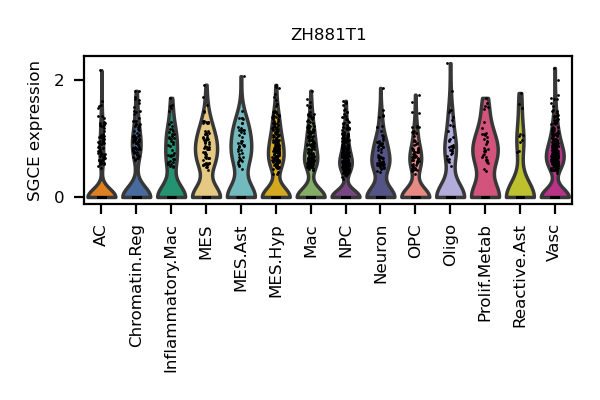 ZH881T1
SGCE expression
2
0
AC
Chromatin.Reg
Inflammatory.Mac
MES
MES.Ast
MES.Hyp
Mac
NPC
Neuron
OPC
Oligo
Prolif.Metab
Reactive.Ast
Vasc